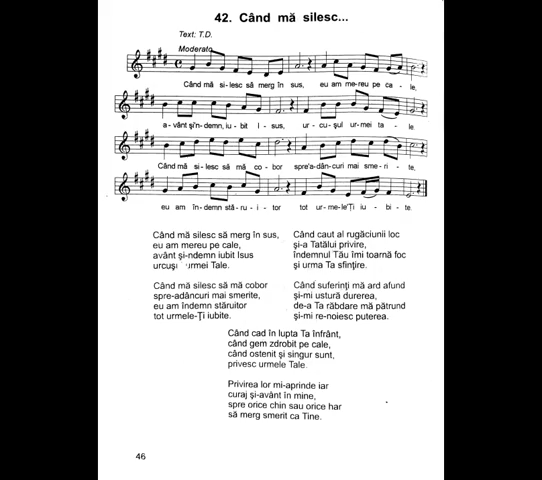 42. Când mă silesc...
Text: T.D.
Moderato
Când mă si-lesc să merg în sus, eu am me-reu pe ca-le,
a-vânt și'n-demn, iu-bit I-sus, ur-cu-șul ur-mei ta-le
Când mă si-lesc să mă co-bor spre'a-dân-curi mai sme-ri-te,
eu am în-demn stă-ru-i-tor tot ur-me-le'Ți iu-bi-te.
Când mă silesc să merg în sus,
eu am mereu pe cale,
avânt și-ndemn iubit Isus
urcuși urmei Tale.
Când mă silesc să mă cobor
spre-adâncuri mai smerite,
eu am îndemn stăruitor
tot urmele-Ți iubite.
Când caut al rugăciunii loc
și-a Tatălui privire,
îndemnul Tău îmi toarnă foc
și urma Ta sfințire.
Când suferinți mă ard afund
și-mi ustură durerea,
de-a Ta răbdare mă pătrund
și-mi re-noiesc puterea.
Când cad în lupta Ta înfrânt,
când gem zdrobit pe cale,
când ostenit și singur sunt,
privesc urmele Tale.
Privirea lor mi-aprinde iar
curaj și-avânt în mine,
spre orice chin sau orice har
să merg smerit ca Tine.
46